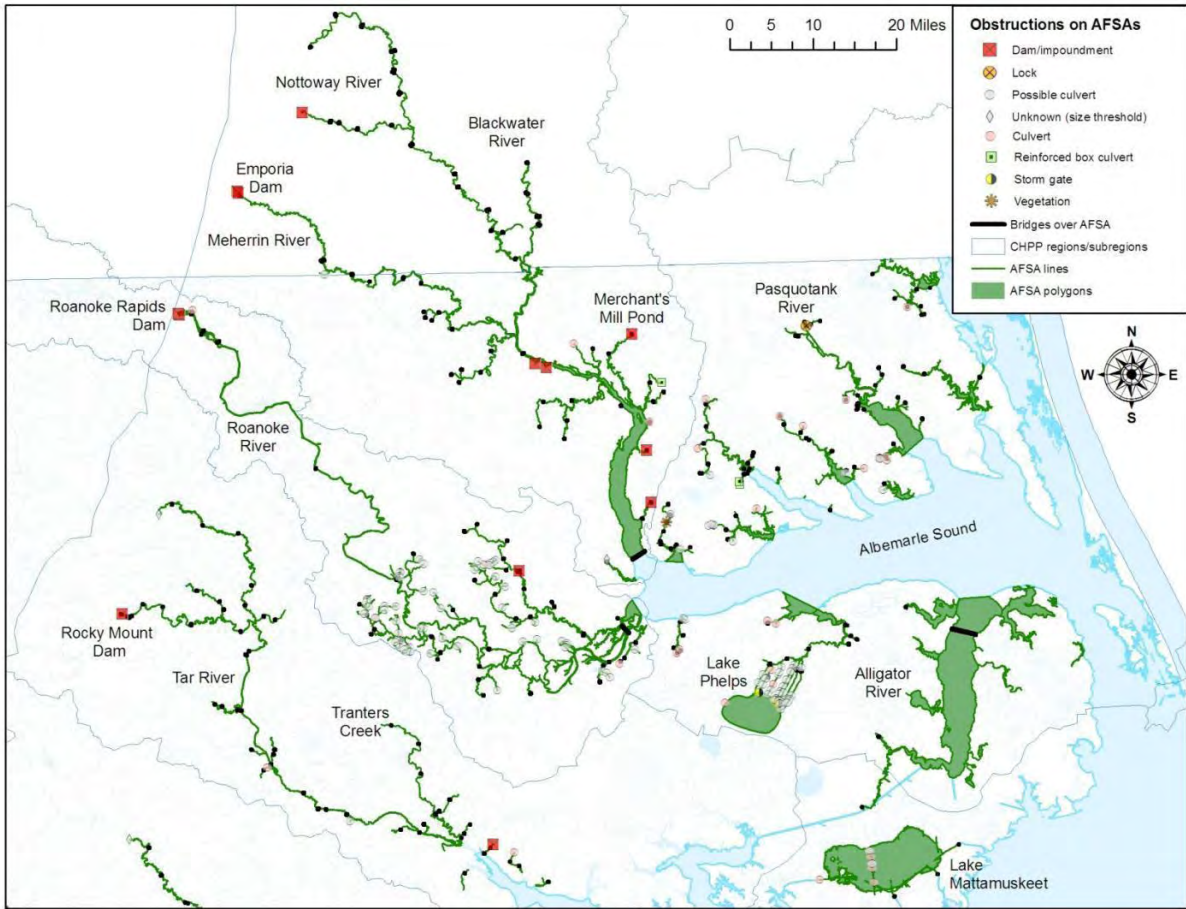 0 5 10 20 Miles
Obstructions on AFSAs
Dam/impoundment
Lock
Possible culvert
Unknown (size threshold)
Culvert
Reinforced box culvert
Storm gate
Vegetation
Bridges over AFSA
CHPP regions/subregions
AFSA lines
AFSA polygons
N
W E
S
Nottoway River
Blackwater
River
Emporia
Dam
Meherrin River
Roanoke Rapids
Dam
Merchant's
Mill Pond
Pasquotank
River
Roanoke
River
Albemarle Sound
Rocky Mount
Dam
Tar River
Tranters
Creek
Lake
Phelps
Alligator
River
Lake
Mattamuskeet